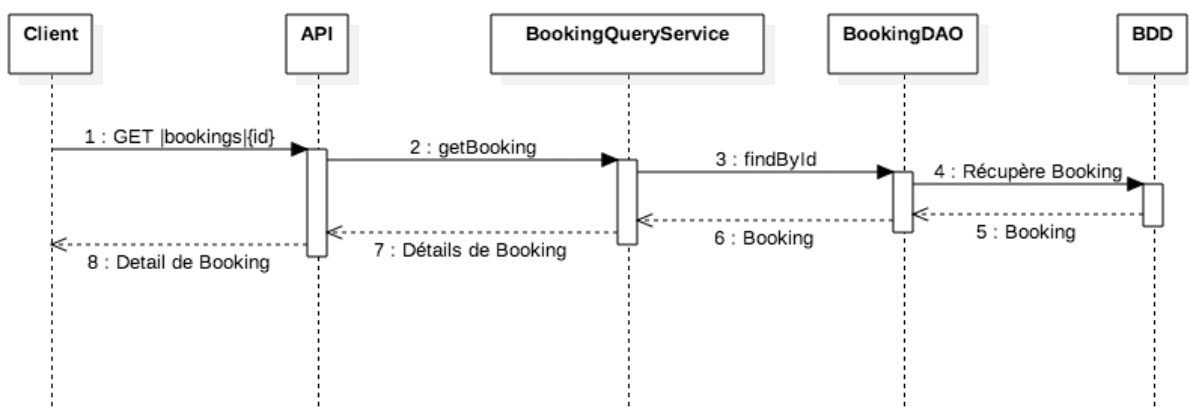 Client
API
BookingQueryService
BookingDAO
BDD
1 : GET |bookings|{id}
2 : getBooking
3 : findById
4 : Récupère Booking
5 : Booking
6 : Booking
7 : Détails de Booking
8 : Detail de Booking